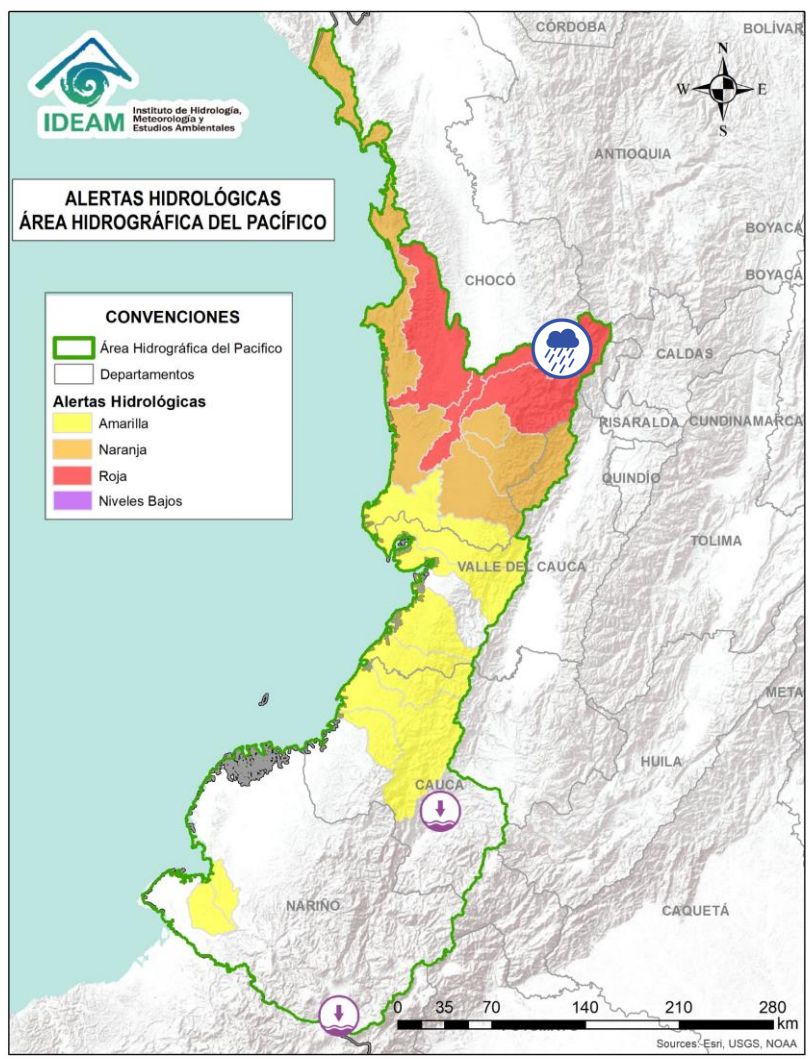 CÓRDOBA
BOLÍVAR
N
W
E
S
IDEAM
Instituto de Hidrología,
Meteorología y
Estudios Ambientales
ANTIOQUIA
ALERTAS HIDROLÓGICAS
ÁREA HIDROGRÁFICA DEL PACÍFICO
BOYACÁ
BOYACÁ
CHOCÓ
CONVENCIONES
Área Hidrográfica del Pacifico
Departamentos
Alertas Hidrológicas
Amarilla
Naranja
Roja
Niveles Bajos
CALDAS
RISARALDA
CUNDINAMARCA
QUINDÍO
TOLIMA
VALLE DEL CAUCA
META
HUILA
CAUCA
NARIÑO
CAQUETÁ
0 35 70 140 210 280
km
Sources: Esri, USGS, NOAA